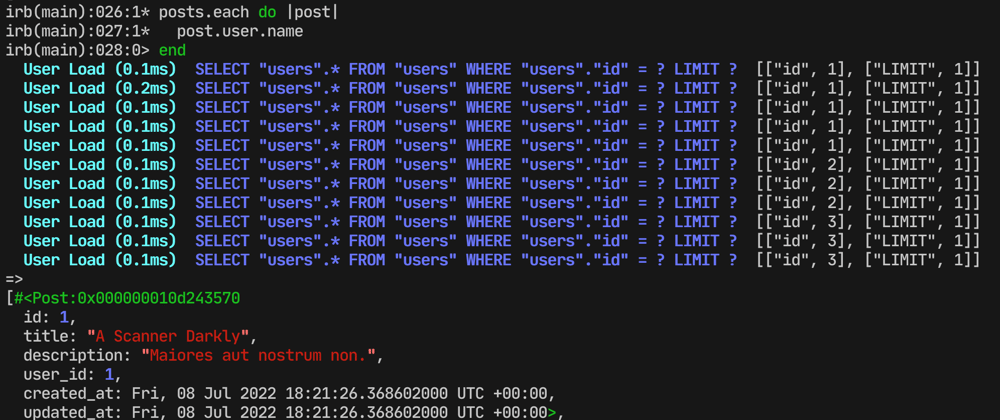 irb(main):026:1* posts.each do |post|
irb(main):027:1*   post.user.name
irb(main):028:0> end
  User Load (0.1ms)  SELECT "users".* FROM "users" WHERE "users"."id" = ? LIMIT ?  [["id", 1], ["LIMIT", 1]]
  User Load (0.2ms)  SELECT "users".* FROM "users" WHERE "users"."id" = ? LIMIT ?  [["id", 1], ["LIMIT", 1]]
  User Load (0.1ms)  SELECT "users".* FROM "users" WHERE "users"."id" = ? LIMIT ?  [["id", 1], ["LIMIT", 1]]
  User Load (0.1ms)  SELECT "users".* FROM "users" WHERE "users"."id" = ? LIMIT ?  [["id", 1], ["LIMIT", 1]]
  User Load (0.1ms)  SELECT "users".* FROM "users" WHERE "users"."id" = ? LIMIT ?  [["id", 1], ["LIMIT", 1]]
  User Load (0.1ms)  SELECT "users".* FROM "users" WHERE "users"."id" = ? LIMIT ?  [["id", 2], ["LIMIT", 1]]
  User Load (0.1ms)  SELECT "users".* FROM "users" WHERE "users"."id" = ? LIMIT ?  [["id", 2], ["LIMIT", 1]]
  User Load (0.1ms)  SELECT "users".* FROM "users" WHERE "users"."id" = ? LIMIT ?  [["id", 2], ["LIMIT", 1]]
  User Load (0.1ms)  SELECT "users".* FROM "users" WHERE "users"."id" = ? LIMIT ?  [["id", 3], ["LIMIT", 1]]
  User Load (0.1ms)  SELECT "users".* FROM "users" WHERE "users"."id" = ? LIMIT ?  [["id", 3], ["LIMIT", 1]]
  User Load (0.1ms)  SELECT "users".* FROM "users" WHERE "users"."id" = ? LIMIT ?  [["id", 3], ["LIMIT", 1]]
=>
[#<Post:0x000000010d243570
  id: 1,
  title: "A Scanner Darkly",
  description: "Maiores aut nostrum non.",
  user_id: 1,
  created_at: Fri, 08 Jul 2022 18:21:26.368602000 UTC +00:00,
  updated_at: Fri, 08 Jul 2022 18:21:26.368602000 UTC +00:00>,